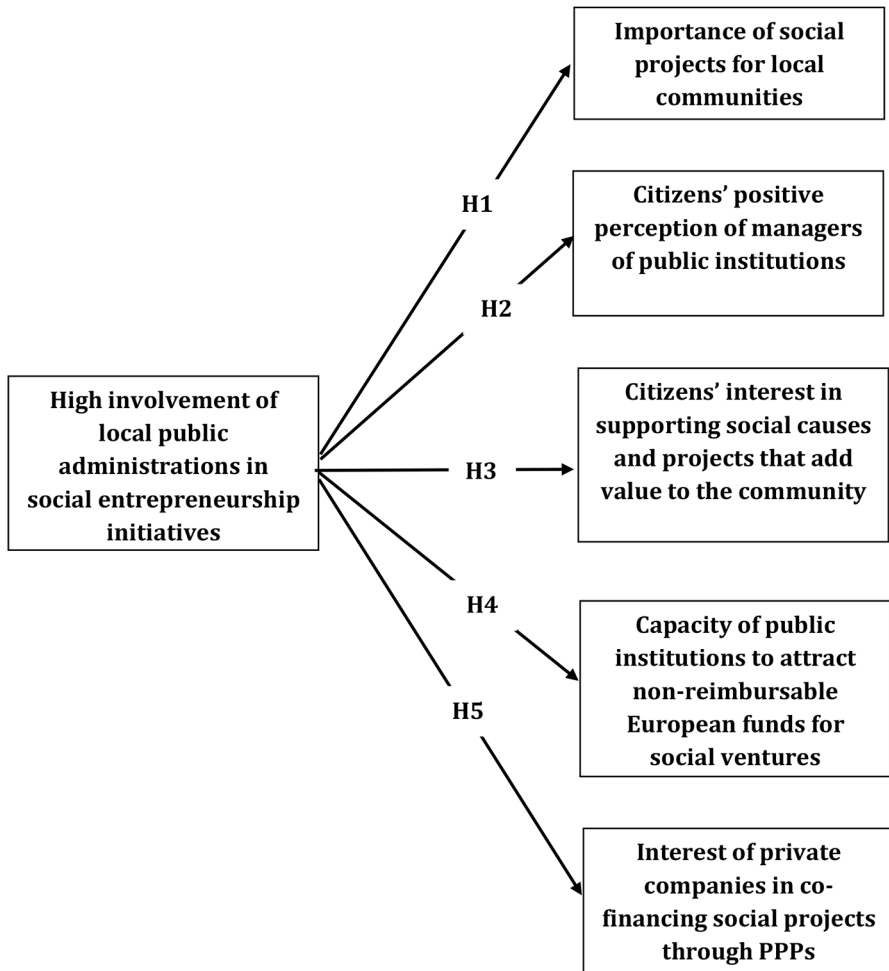 Importance of social
projects for local
communities
H1
Citizens’ positive
perception of managers
of public institutions
H2
High involvement of
local public
administrations in
social entrepreneurship
initiatives
H3
Citizens’ interest in
supporting social causes
and projects that add
value to the community
H4
Capacity of public
institutions to attract
non-reimbursable
European funds for
social ventures
H5
Interest of private
companies in co-
financing social projects
through PPPs